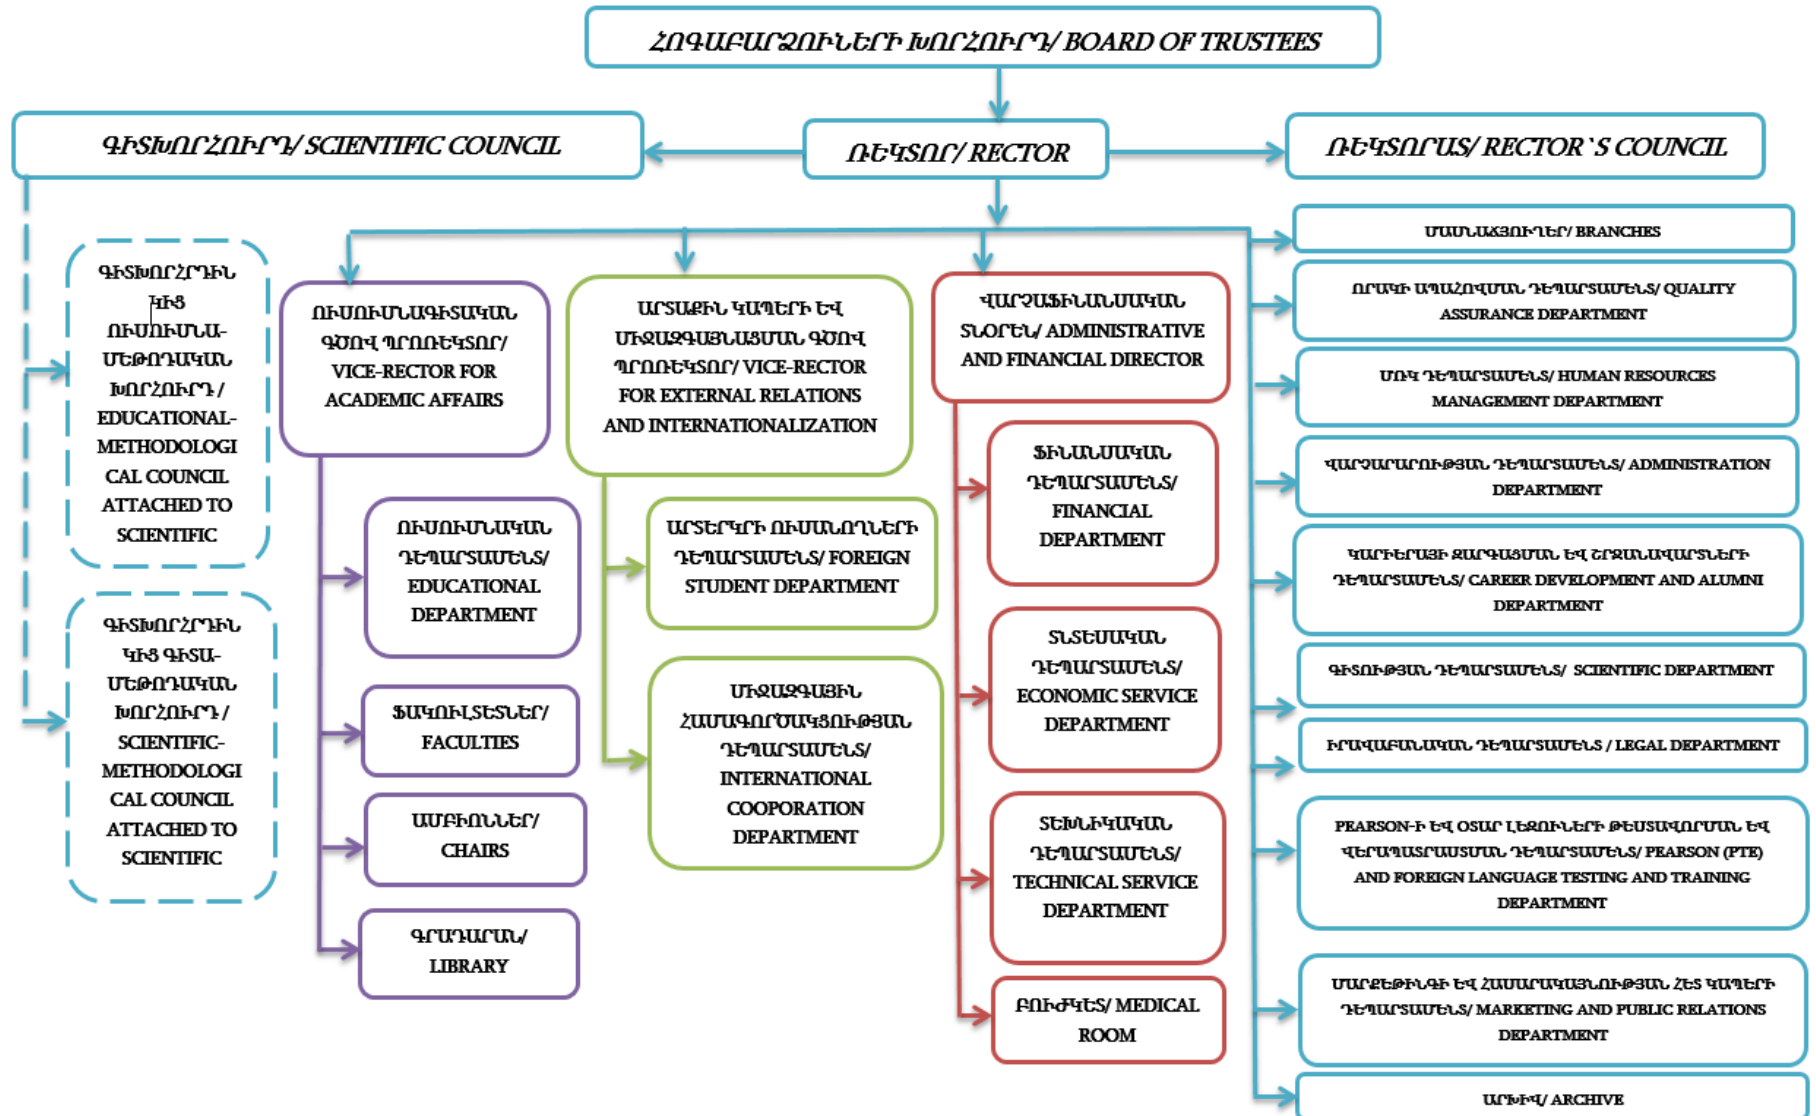 ՀՈԳԱԲԱՐՁՈՒՆԵՐԻ ԽՈՐՀՈՒՐԴ/ BOARD OF TRUSTEES
ԳԻՏԽՈՐՀՈՒՐԴ/ SCIENTIFIC COUNCIL
ՌԵԿՏՈՐ/ RECTOR
ՌԵԿՏՈՐԱՏ/ RECTOR`S COUNCIL
ԳԻՏԽՈՐՀՐԴԻՆ
ԿԻՑ
ՈՒՍՈՒՄՆԱ-
ՄԵԹՈԴԱԿԱՆ
ԽՈՐՀՈՒՐԴ /
EDUCATIONAL-
METHODOLOGI
CAL COUNCIL
ATTACHED TO
SCIENTIFIC
ԳԻՏԽՈՐՀՐԴԻՆ
ԿԻՑ ԳԻՏԱ-
ՄԵԹՈԴԱԿԱՆ
ԽՈՐՀՈՒՐԴ /
SCIENTIFIC-
METHODOLOGI
CAL COUNCIL
ATTACHED TO
SCIENTIFIC
ՈՒՍՈՒՄՆԱԳԻՏԱԿԱՆ
ԳԾՈՎ ՊՐՈՌԵԿՏՈՐ/
VICE-RECTOR FOR
ACADEMIC AFFAIRS
ՈՒՍՈՒՄՆԱԿԱՆ
ԴԵՊԱՐՏԱՄԵՆՏ/
EDUCATIONAL
DEPARTMENT
ՖԱԿՈՒԼՏԵՏՆԵՐ/
FACULTIES
ԱՄԲԻՈՆՆԵՐ/
CHAIRS
ԳՐԱԴԱՐԱՆ/
LIBRARY
ԱՐՏԱՔԻՆ ԿԱՊԵՐԻ ԵՎ
ՄԻՋԱԶԳԱՅՆԱՑՄԱՆ ԳԾՈՎ
ՊՐՈՌԵԿՏՈՐ/ VICE-RECTOR
FOR EXTERNAL RELATIONS
AND INTERNATIONALIZATION
ԱՐՏԵՐԿՐԻ ՈՒՍԱՆՈՂՆԵՐԻ
ԴԵՊԱՐՏԱՄԵՆՏ/ FOREIGN
STUDENT DEPARTMENT
ՄԻՋԱԶԳԱՅԻՆ
ՀԱՄԱԳՈՐԾԱԿՑՈՒԹՅԱՆ
ԴԵՊԱՐՏԱՄԵՆՏ/
INTERNATIONAL
COOPORATION
DEPARTMENT
ՎԱՐՉԱՖԻՆԱՆՍԱԿԱՆ
ՏՆՕՐԵՆ/ ADMINISTRATIVE
AND FINANCIAL DIRECTOR
ՖԻՆԱՆՍԱԿԱՆ
ԴԵՊԱՐՏԱՄԵՆՏ/
FINANCIAL
DEPARTMENT
ՏՆՏԵՍԱԿԱՆ
ԴԵՊԱՐՏԱՄԵՆՏ/
ECONOMIC SERVICE
DEPARTMENT
ՏԵԽՆԻԿԱԿԱՆ
ԴԵՊԱՐՏԱՄԵՆՏ/
TECHNICAL SERVICE
DEPARTMENT
ԲՈՒԺԿԵՏ/ MEDICAL
ROOM
ՄԱՍՆԱՃՅՈՒՂԵՐ/ BRANCHES
ՈՐԱԿԻ ԱՊԱՀՈՎՄԱՆ ԴԵՊԱՐՏԱՄԵՆՏ/ QUALITY
ASSURANCE DEPARTMENT
ՄՌԿ ԴԵՊԱՐՏԱՄԵՆՏ/ HUMAN RESOURCES
MANAGEMENT DEPARTMENT
ՎԱՐՉԱՐԱՐՈՒԹՅԱՆ ԴԵՊԱՐՏԱՄԵՆՏ/ ADMINISTRATION
DEPARTMENT
ԿԱՐԻԵՐԱՅԻ ԶԱՐԳԱՑՄԱՆ ԵՎ ՇՐՋԱՆԱՎԱՐՏՆԵՐԻ
ԴԵՊԱՐՏԱՄԵՆՏ/ CAREER DEVELOPMENT AND ALUMNI
DEPARTMENT
ԳԻՏՈՒԹՅԱՆ ԴԵՊԱՐՏԱՄԵՆՏ/ SCIENTIFIC DEPARTMENT
ԻՐԱՎԱԲԱՆԱԿԱՆ ԴԵՊԱՐՏԱՄԵՆՏ / LEGAL DEPARTMENT
PEARSON-Ի ԵՎ ՕՏԱՐ ԼԵԶՈՒՆԵՐԻ ԹԵՍՏԱՎՈՐՄԱՆ ԵՎ
ՎԵՐԱՊԱՏՐԱՍՏՄԱՆ ԴԵՊԱՐՏԱՄԵՆՏ/ PEARSON (PTE)
AND FOREIGN LANGUAGE TESTING AND TRAINING
DEPARTMENT
ՄԱՐՔԵԹԻՆԳԻ ԵՎ ՀԱՍԱՐԱԿԱՅՆՈՒԹՅԱՆ ՀԵՏ ԿԱՊԵՐԻ
ԴԵՊԱՐՏԱՄԵՆՏ/ MARKETING AND PUBLIC RELATIONS
DEPARTMENT
ԱՐԽԻՎ/ ARCHIVE